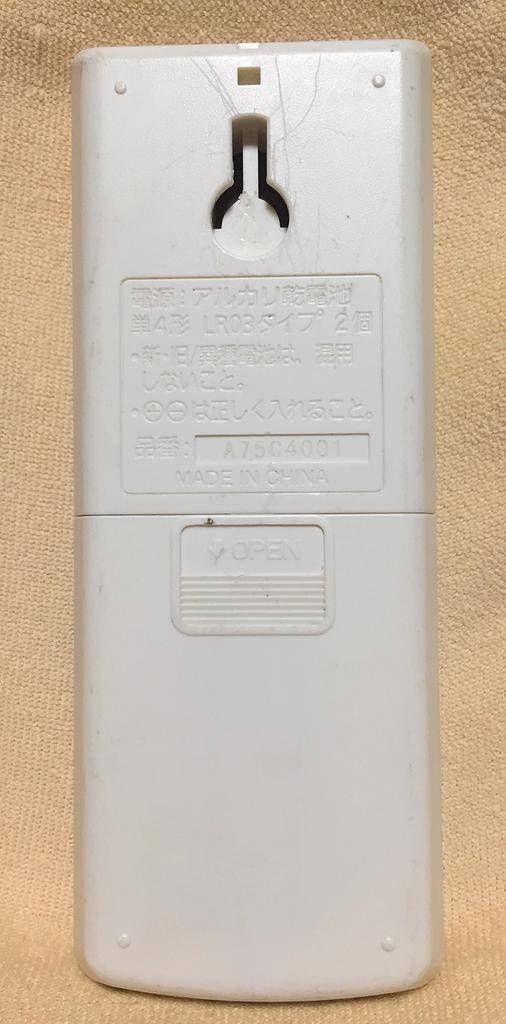 電源：アルカリ乾電池
単4形 LR03タイプ 2個
・新・旧/異種電池は、混用
しないこと。
・⊕⊖は正しく入れること。
品番： A75C4001
MADE IN CHINA
OPEN